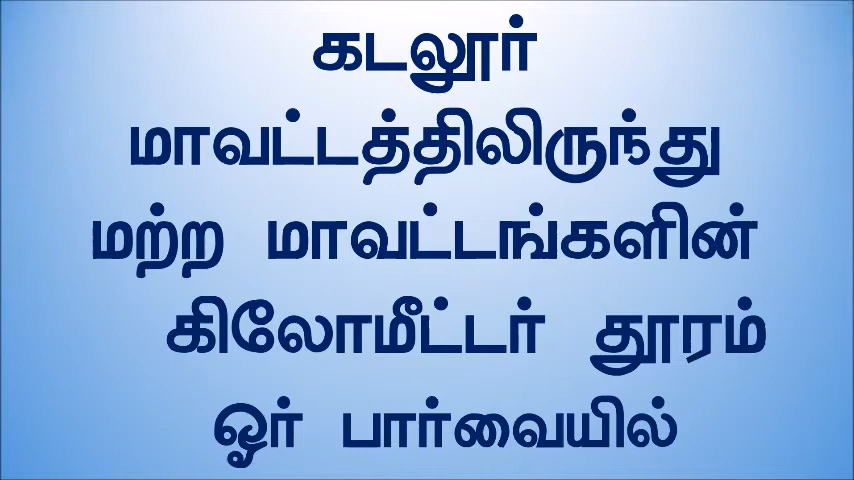 கடலூர்
மாவட்டத்திலிருந்து
மற்ற மாவட்டங்களின்
கிலோமீட்டர் தூரம்
ஓர் பார்வையில்